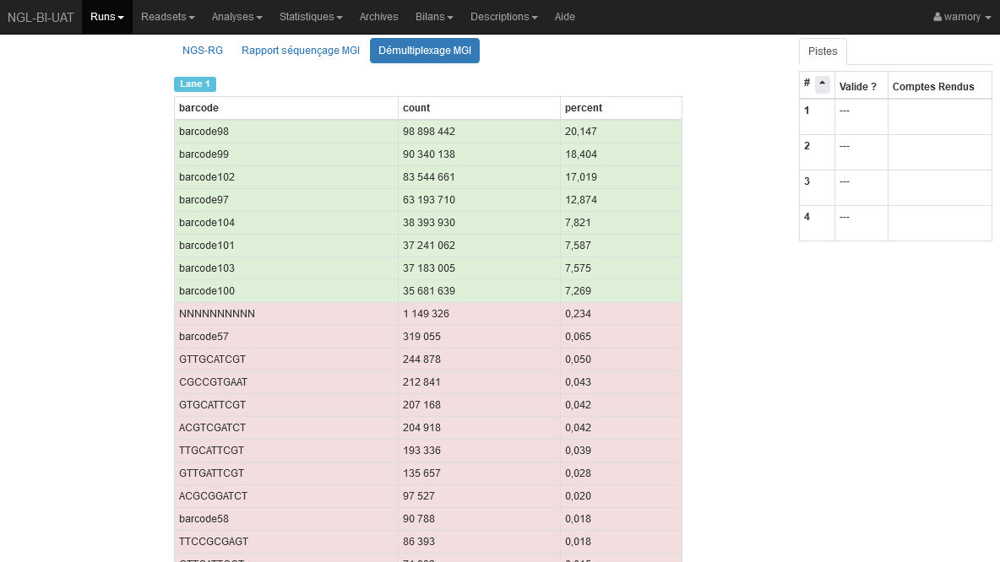 NGL-BI-UAT Runs Readsets Analyses Statistiques Archives Bilans Descriptions Aide wamory
NGS-RG Rapport séquençage MGI Démultiplexage MGI
Lane 1
barcode count percent
barcode98 98 898 442 20,147
barcode99 90 340 138 18,404
barcode102 83 544 661 17,019
barcode97 63 193 710 12,874
barcode104 38 393 930 7,821
barcode101 37 241 062 7,587
barcode103 37 183 005 7,575
barcode100 35 681 639 7,269
NNNNNNNNNN 1 149 326 0,234
barcode57 319 055 0,065
GTTGCATCGT 244 878 0,050
CGCCGTGAAT 212 841 0,043
GTGCATTCGT 207 168 0,042
ACGTCGATCT 204 918 0,042
TTGCATTCGT 193 336 0,039
GTTGATTCGT 135 657 0,028
ACGCGGATCT 97 527 0,020
barcode58 90 788 0,018
TTCCGCGAGT 86 393 0,018
Pistes
# Valide ? Comptes Rendus
1 ---
2 ---
3 ---
4 ---